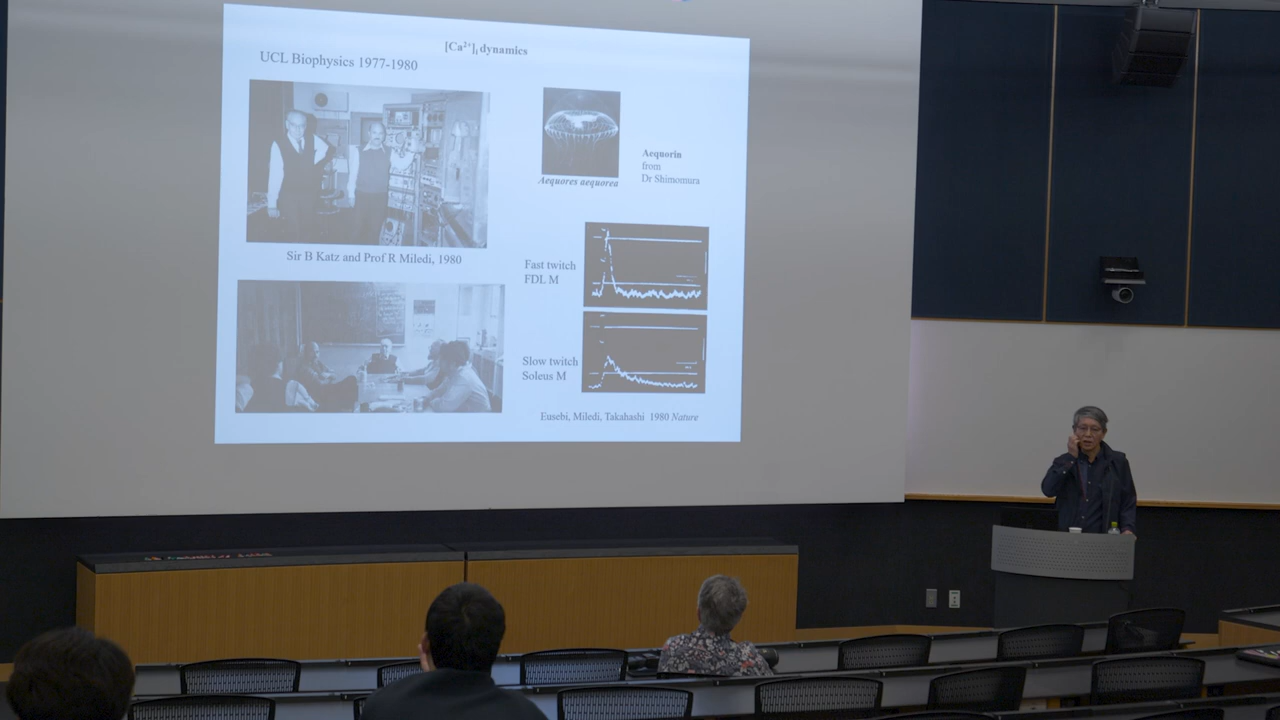 [Ca²⁺]ᵢ dynamics
UCL Biophysics 1977-1980
Sir B Katz and Prof R Miledi, 1980
Aequores aequorea
Aequorin
from
Dr Shimomura
Fast twitch
FDL M
Slow twitch
Soleus M
Eusebi, Miledi, Takahashi 1980 Nature